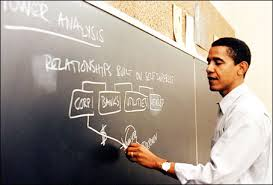 POWER ANALYSIS
RELATIONSHIPS BUILT ON SELF INTEREST
CORP BANKS UTILITIES
$